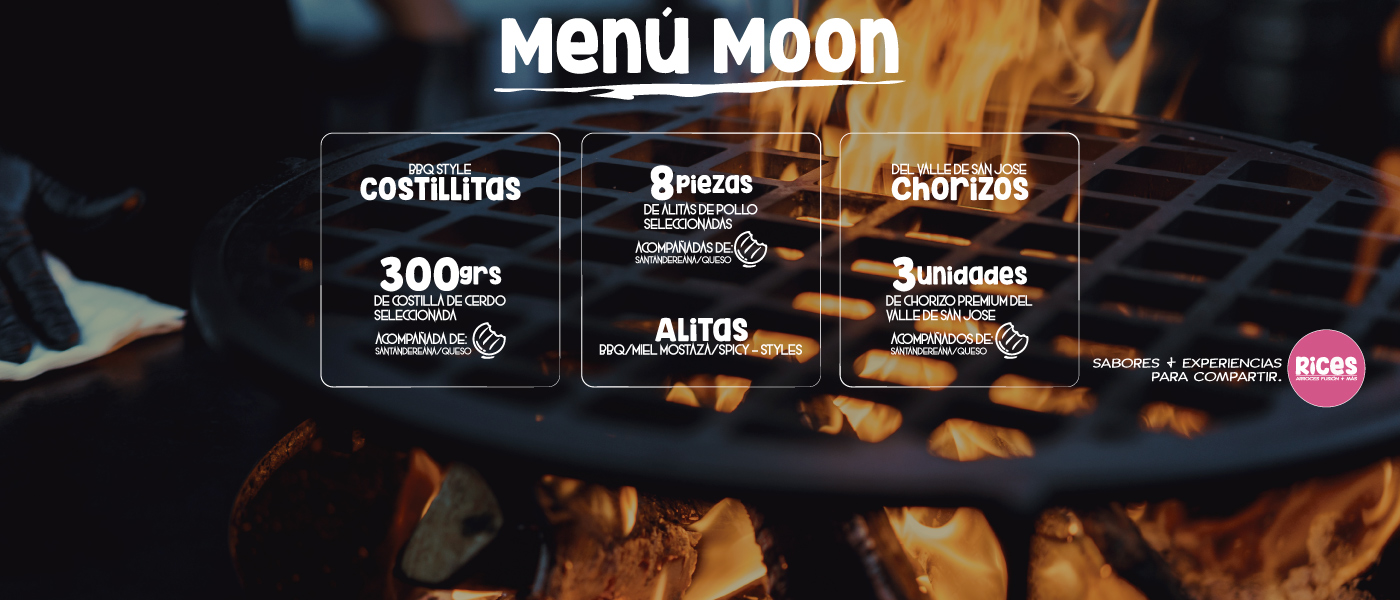 Menú Moon
BBQ STYLE
COSTILLITAS
300grs
DE COSTILLA DE CERDO
SELECCIONADA
ACOMPAÑADA DE:
SANTANDEREANA/QUESO
8 Piezas
DE ALITAS DE POLLO
SELECCIONADAS
ACOMPAÑADAS DE:
SANTANDEREANA/QUESO
ALITAS
BBQ/MIEL MOSTAZA/SPICY - STYLES
DEL VALLE DE SAN JOSE
CHORIZOS
3 unidades
DE CHORIZO PREMIUM DEL
VALLE DE SAN JOSE
ACOMPAÑADOS DE:
SANTANDEREANA/QUESO
SABORES + EXPERIENCIAS
PARA COMPARTIR.
Rices
ARROCES FUSIÓN + MÁS